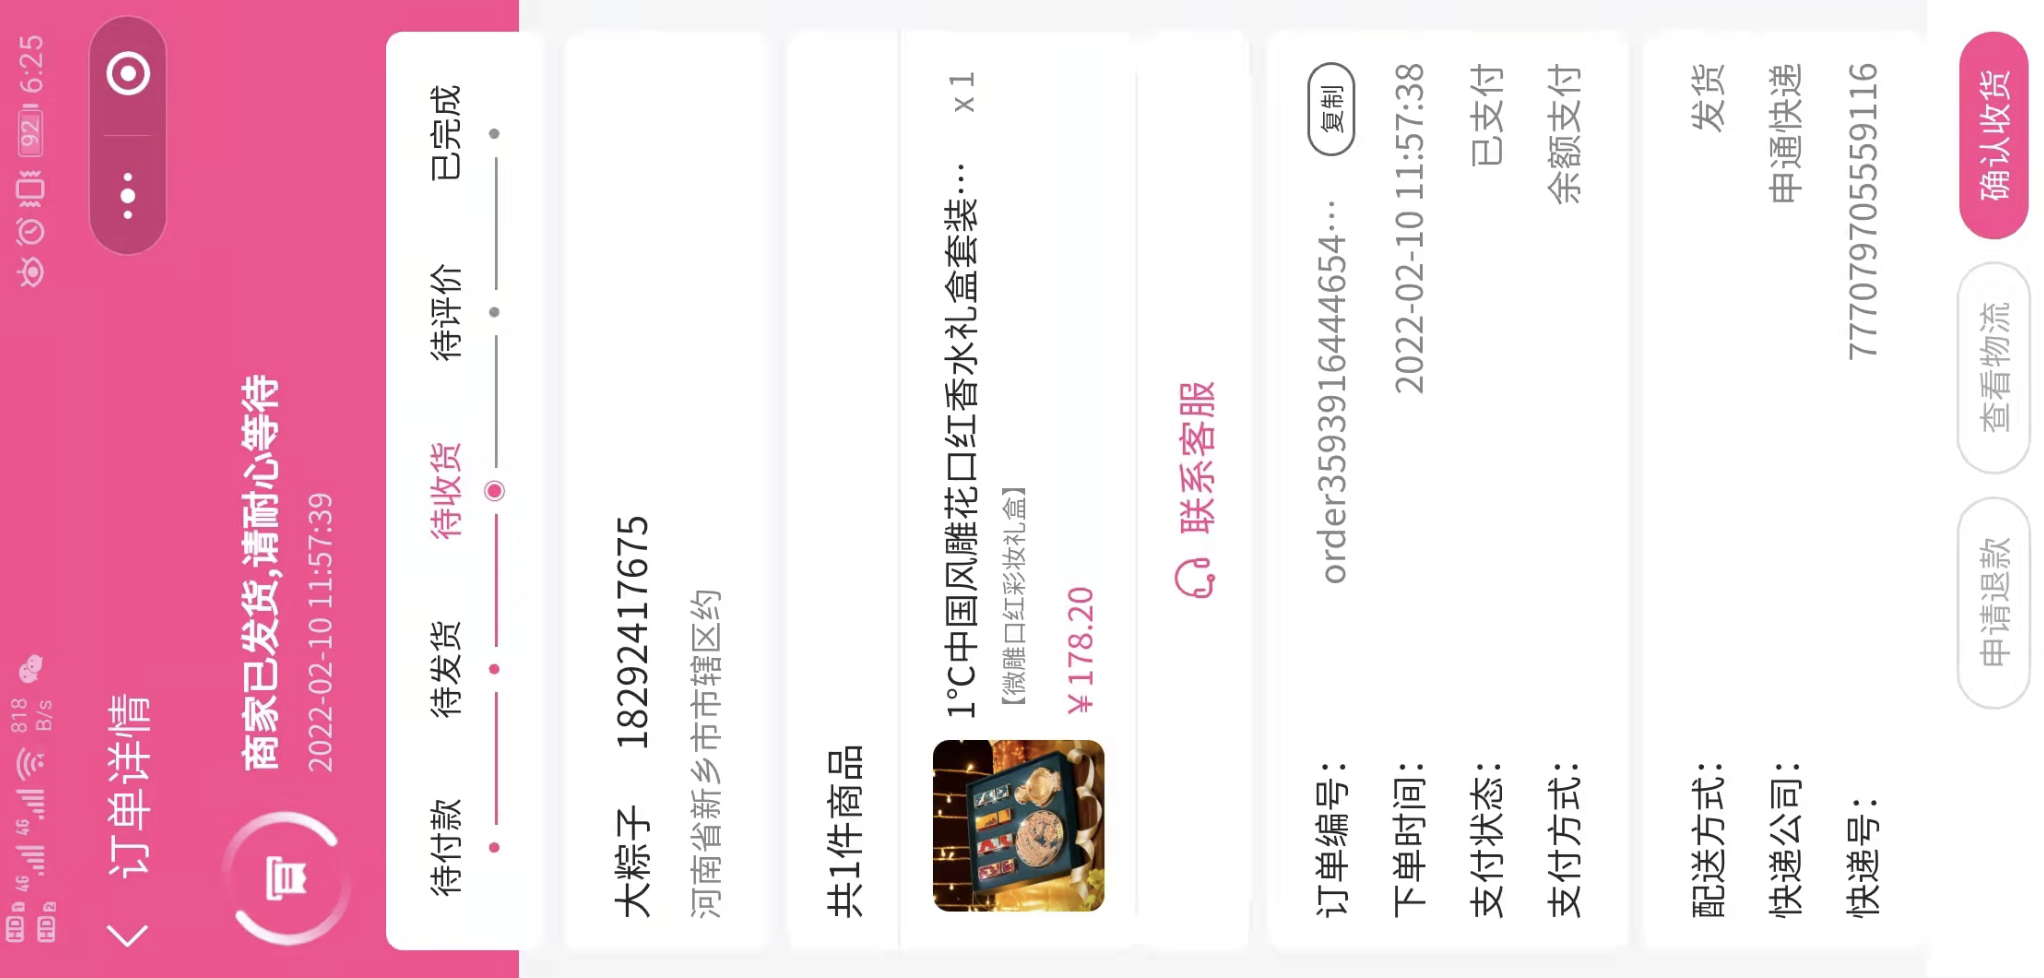 HD1 4G 4G 818 B/s 92 6:25
HD2
订单详情
商家已发货,请耐心等待
2022-02-10 11:57:39
待付款 待发货 待收货 待评价 已完成
大粽子 18292417675
河南省新乡市市辖区约
共1件商品
1°C中国风雕花口红香水礼盒套装… x 1
【微雕口红彩妆礼盒】
¥178.20
联系客服
订单编号: order35939164446​54… 复制
下单时间: 2022-02-10 11:57:38
支付状态: 已支付
支付方式: 余额支付
配送方式: 发货
快递公司: 申通快递
快递号: 777079705559116
申请退款 查看物流 确认收货